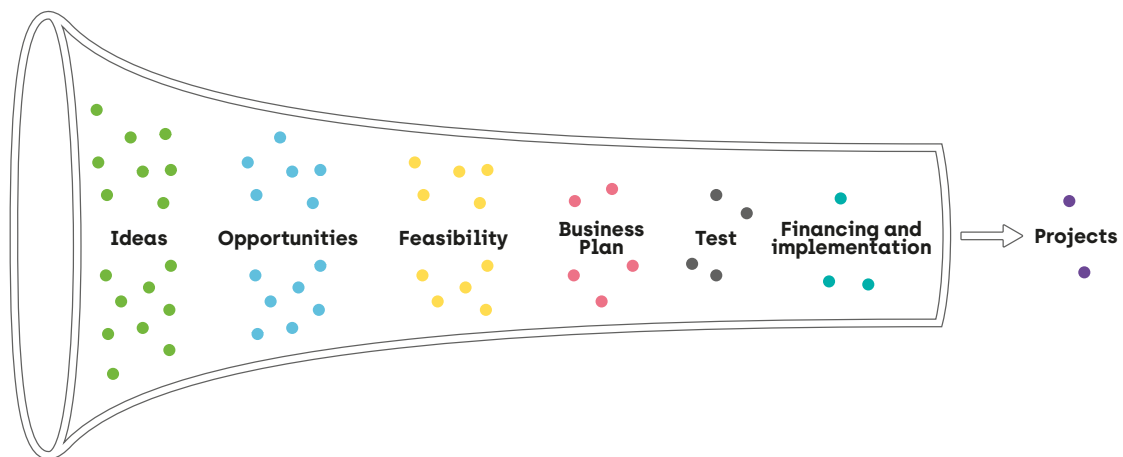 Ideas
Opportunities
Feasibility
Business
Plan
Test
Financing and
implementation
Projects